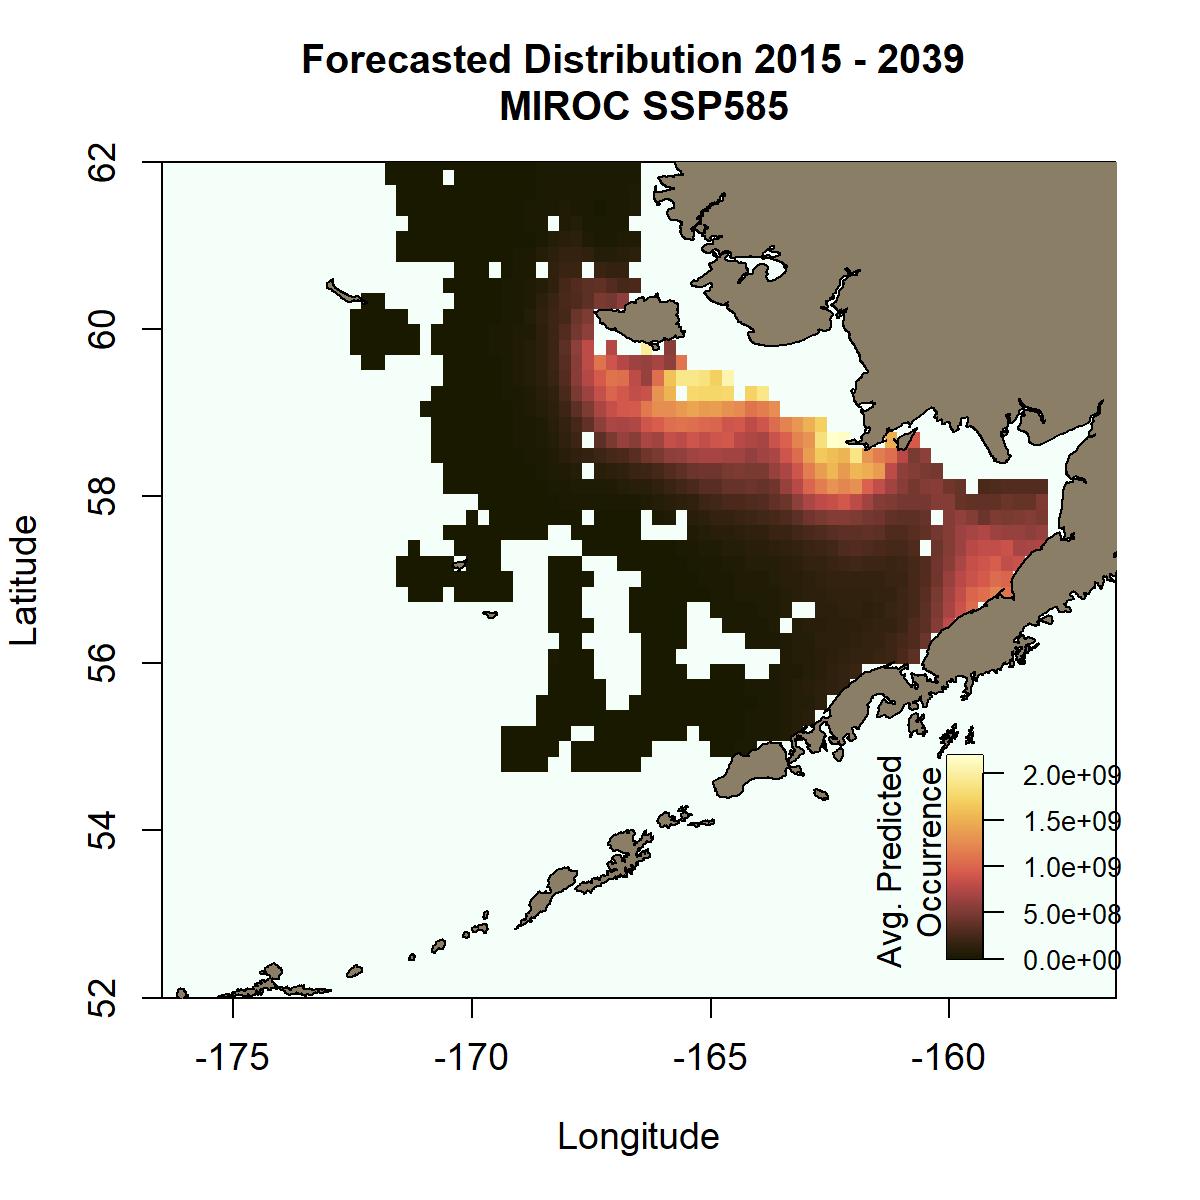 Forecasted Distribution 2015 - 2039
MIROC SSP585
62
60
58
56
54
52
Latitude
-175
-170
-165
-160
Longitude
Avg. Predicted
Occurrence
2.0e+09
1.5e+09
1.0e+09
5.0e+08
0.0e+00